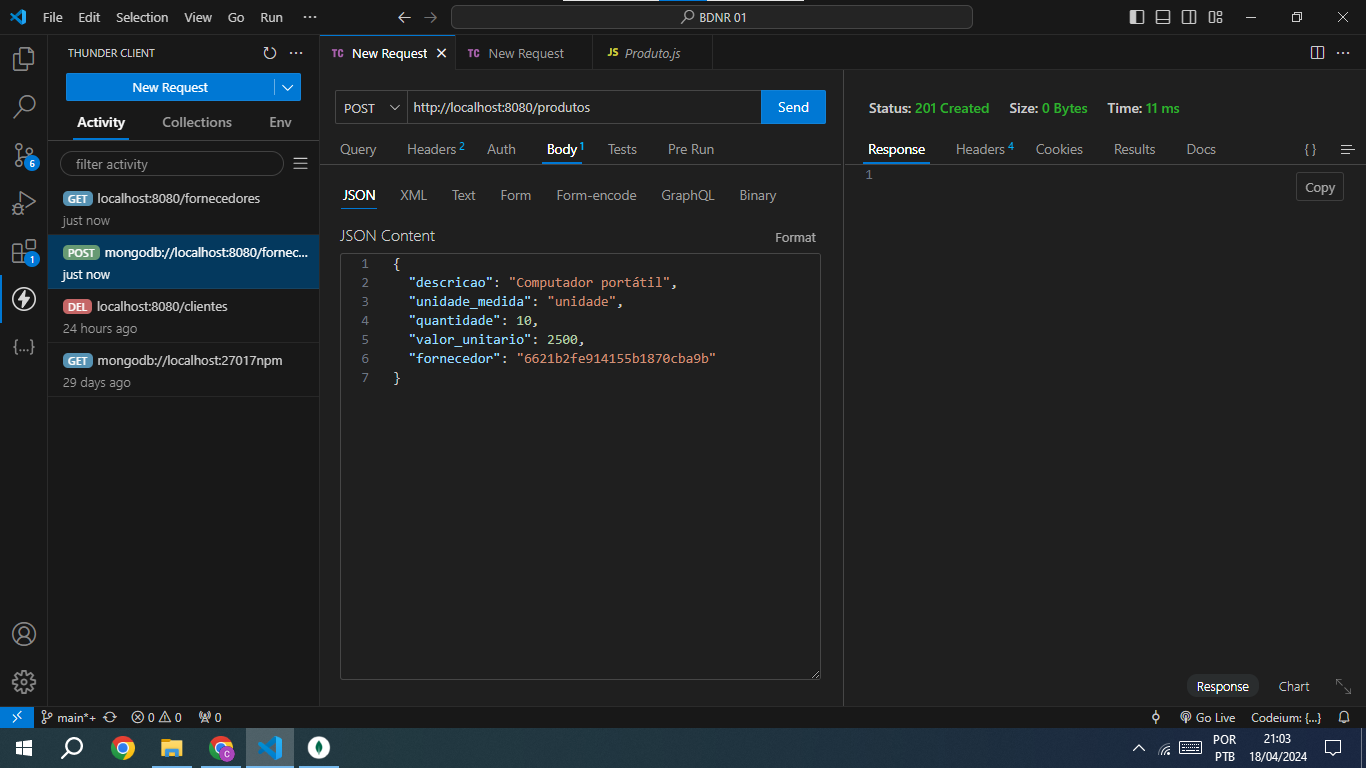 File Edit Selection View Go Run ··· BDNR 01
THUNDER CLIENT ···
New Request
Activity Collections Env
filter activity
GET localhost:8080/fornecedores
just now
POST mongodb://localhost:8080/fornec...
just now
DEL localhost:8080/clientes
24 hours ago
GET mongodb://localhost:27017npm
29 days ago
6
1
{...}
TC New Request TC New Request JS Produto.js ···
POST http://localhost:8080/produtos Send
Query Headers 2 Auth Body 1 Tests Pre Run
JSON XML Text Form Form-encode GraphQL Binary
JSON Content Format
1 {
2 "descricao": "Computador portátil",
3 "unidade_medida": "unidade",
4 "quantidade": 10,
5 "valor_unitario": 2500,
6 "fornecedor": "6621b2fe914155b1870cba9b"
7 }
Status: 201 Created Size: 0 Bytes Time: 11 ms
Response Headers 4 Cookies Results Docs { }
1
Copy
Response Chart
main*+ 0 0 0 Go Live Codeium: {...}
C
POR
PTB
21:03
18/04/2024